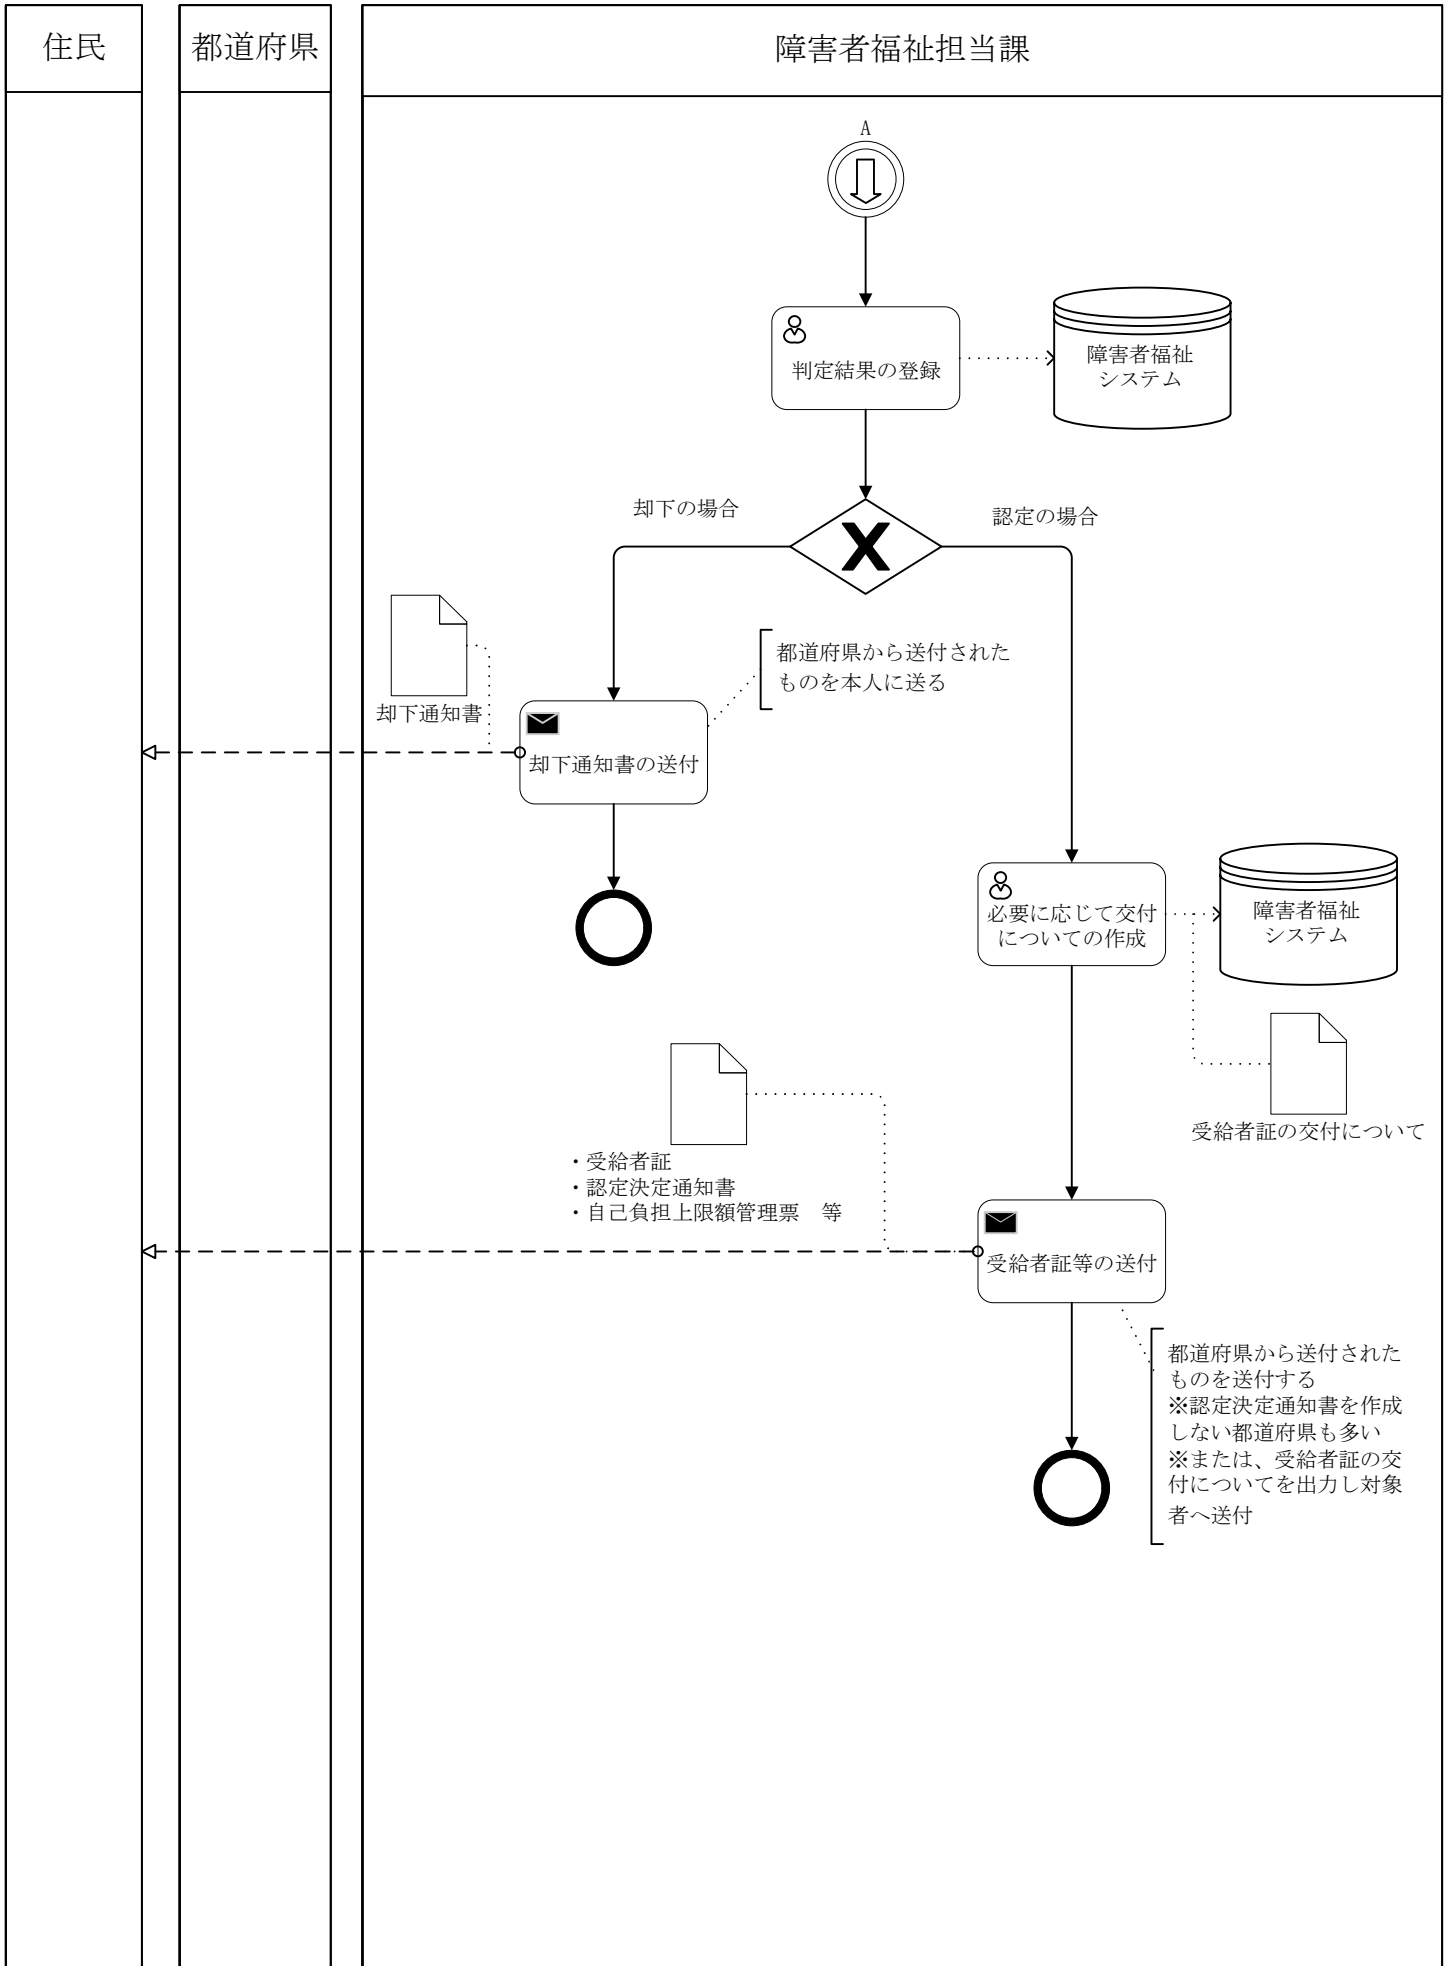 住民
都道府県
障害者福祉担当課
A
判定結果の登録
障害者福祉
システム
却下の場合
認定の場合
都道府県から送付された
ものを本人に送る
却下通知書
却下通知書の送付
必要に応じて交付
についての作成
障害者福祉
システム
受給者証の交付について
・受給者証
・認定決定通知書
・自己負担上限額管理票　等
受給者証等の送付
都道府県から送付された
ものを送付する
※認定決定通知書を作成
しない都道府県も多い
※または、受給者証の交
付についてを出力し対象
者へ送付